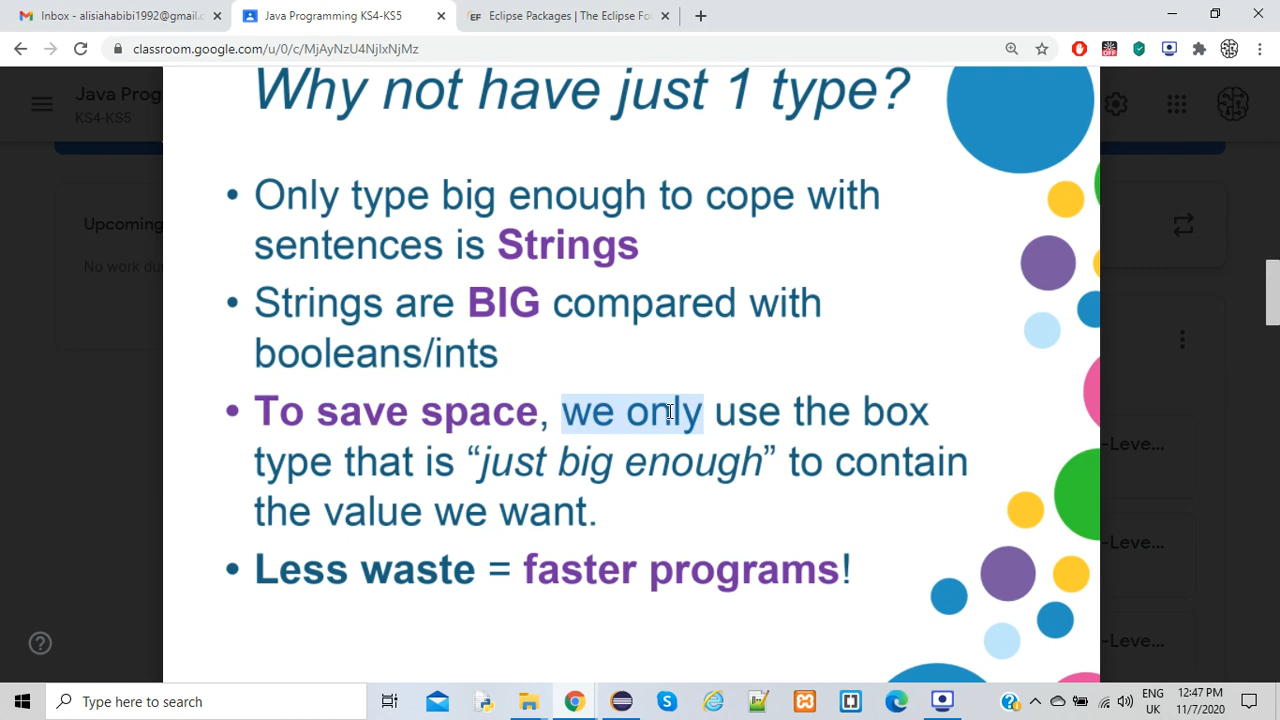 Inbox - alisiahabibi1992@gmail.c
Java Programming KS4-KS5
Eclipse Packages | The Eclipse Fou
classroom.google.com/u/0/c/MjAyNzU4NjIxNjMz
OFF
Java Prog
KS4-KS5
Why not have just 1 type?
Upcoming
No work du
• Only type big enough to cope with
sentences is Strings
• Strings are BIG compared with
booleans/ints
• To save space, we only use the box
type that is “just big enough” to contain
the value we want.
• Less waste = faster programs!
-Leve...
-Leve...
-Leve...
Type here to search
ENG
UK
12:47 PM
11/7/2020